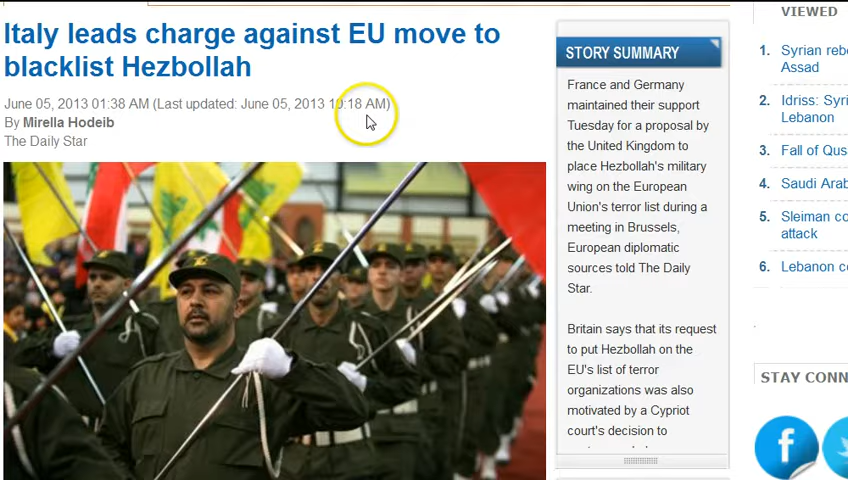 Italy leads charge against EU move to
blacklist Hezbollah
June 05, 2013 01:38 AM (Last updated: June 05, 2013 10:18 AM)
By Mirella Hodeib
The Daily Star
STORY SUMMARY
France and Germany
maintained their support
Tuesday for a proposal by
the United Kingdom to
place Hezbollah's military
wing on the European
Union's terror list during a
meeting in Brussels,
European diplomatic
sources told The Daily
Star.
Britain says that its request
to put Hezbollah on the
EU's list of terror
organizations was also
motivated by a Cypriot
court's decision to
VIEWED
1. Syrian reb
Assad
2. Idriss: Syri
Lebanon
3. Fall of Qus
4. Saudi Arab
5. Sleiman co
attack
6. Lebanon c
STAY CONN
f